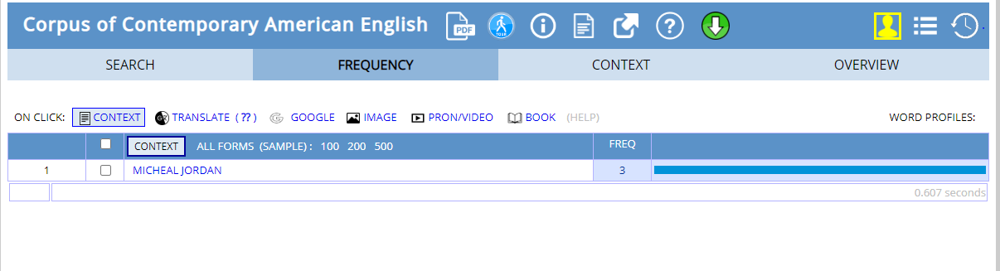 Corpus of Contemporary American English PDF TOUR
SEARCH FREQUENCY CONTEXT OVERVIEW
ON CLICK: CONTEXT TRANSLATE (??) GOOGLE IMAGE PRON/VIDEO BOOK (HELP) WORD PROFILES:
CONTEXT ALL FORMS (SAMPLE): 100 200 500 FREQ
1 MICHEAL JORDAN 3
0.607 seconds